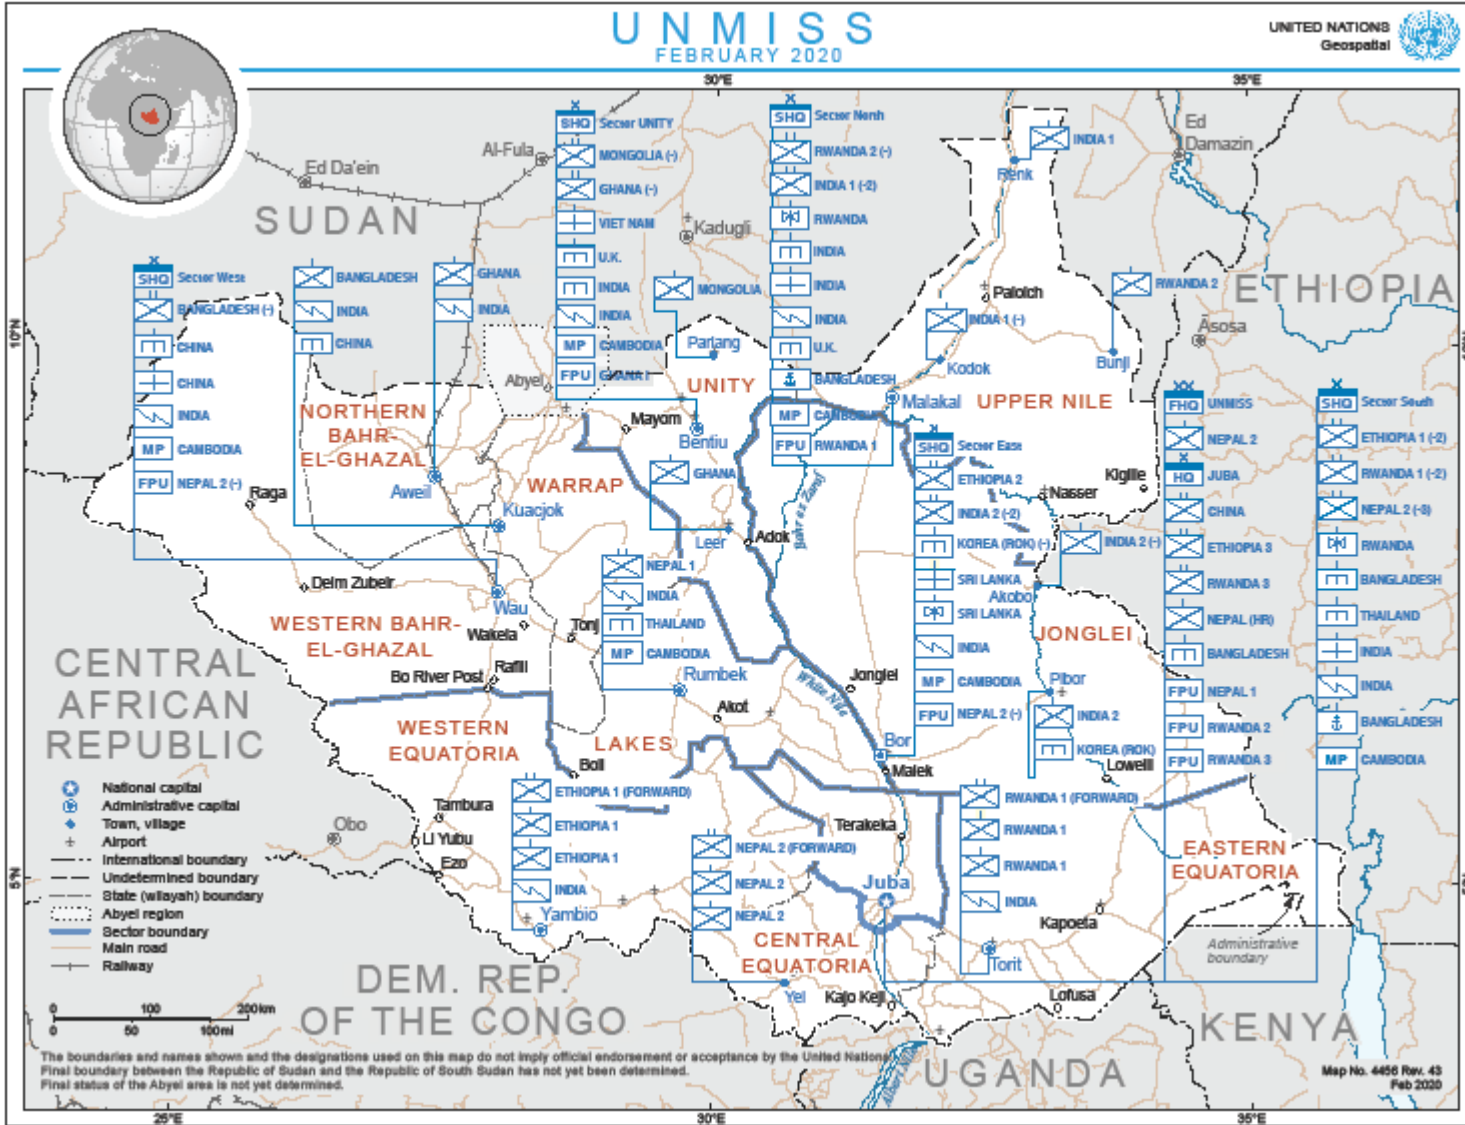 UNMISS
FEBRUARY 2020
UNITED NATIONS
Geospatial
30°E
35°E
SUDAN
Ed Da'ein
Al-Fula
Kadugli
Abyei
Ed
Damazin
ETHIOPIA
Asosa
10°N
SHQ Sector West
BANGLADESH (-)
CHINA
CHINA
INDIA
MP CAMBODIA
FPU NEPAL 2 (-)
BANGLADESH
INDIA
CHINA
GHANA
INDIA
SHQ Sector UNITY
MONGOLIA (-)
GHANA (-)
VIET NAM
U.K.
INDIA
INDIA
MP CAMBODIA
FPU GHANA
MONGOLIA
SHQ Sector North
RWANDA 2 (-)
INDIA 1 (-2)
RWANDA
INDIA
INDIA
INDIA
U.K.
BANGLADESH
MP CAMBODIA
FPU RWANDA 1
INDIA 1
Renk
Paloich
INDIA 1 (-)
Kodok
RWANDA 2
Bunj
Malakal
UPPER NILE
Pariang
UNITY
Mayom
Bentiu
GHANA
Leer
Adok
Bahr ez Zaraf
NORTHERN
BAHR-
EL-GHAZAL
Aweil
WARRAP
Kuacjok
Raga
Deim Zubeir
Wau
WESTERN BAHR-
EL-GHAZAL
Wakela
Tonj
Raffili
Bo River Post
NEPAL 1
INDIA
THAILAND
MP CAMBODIA
Rumbek
Akot
LAKES
White Nile
SHQ Sector East
ETHIOPIA 2
INDIA 2 (-2)
KOREA (ROK) (-)
SRI LANKA
SRI LANKA
INDIA
MP CAMBODIA
FPU NEPAL 2 (-)
Nasser
Kigille
INDIA 2 (-)
Akobo
JONGLEI
Jonglei
Pibor
INDIA 2
KOREA (ROK)
Lowelli
Bor
Malek
FHQ UNMISS
NEPAL 2
HQ JUBA
CHINA
ETHIOPIA 3
RWANDA 3
NEPAL (HR)
BANGLADESH
FPU NEPAL 1
FPU RWANDA 2
FPU RWANDA 3
SHQ Sector South
ETHIOPIA 1 (-2)
RWANDA 1 (-2)
NEPAL 2 (-3)
RWANDA
BANGLADESH
THAILAND
INDIA
INDIA
BANGLADESH
MP CAMBODIA
CENTRAL
AFRICAN
REPUBLIC
WESTERN
EQUATORIA
Boli
ETHIOPIA 1 (FORWARD)
ETHIOPIA 1
ETHIOPIA 1
INDIA
Yambio
Tambura
Li Yubu
Ezo
Obo
NEPAL 2 (FORWARD)
NEPAL 2
NEPAL 2
Terakeka
Juba
CENTRAL
EQUATORIA
Yei
Kajo Keji
RWANDA 1 (FORWARD)
RWANDA 1
RWANDA 1
INDIA
Torit
Kapoeta
Lofusa
EASTERN
EQUATORIA
Administrative
boundary
National capital
Administrative capital
Town, village
Airport
International boundary
Undetermined boundary
State (wilayah) boundary
Abyei region
Sector boundary
Main road
Railway
5°N
0 100 200 km
0 50 100 mi
DEM. REP.
OF THE CONGO
UGANDA
KENYA
The boundaries and names shown and the designations used on this map do not imply official endorsement or acceptance by the United Nations.
Final boundary between the Republic of Sudan and the Republic of South Sudan has not yet been determined.
Final status of the Abyei area is not yet determined.
Map No. 4456 Rev. 43
Feb 2020
25°E
30°E
35°E